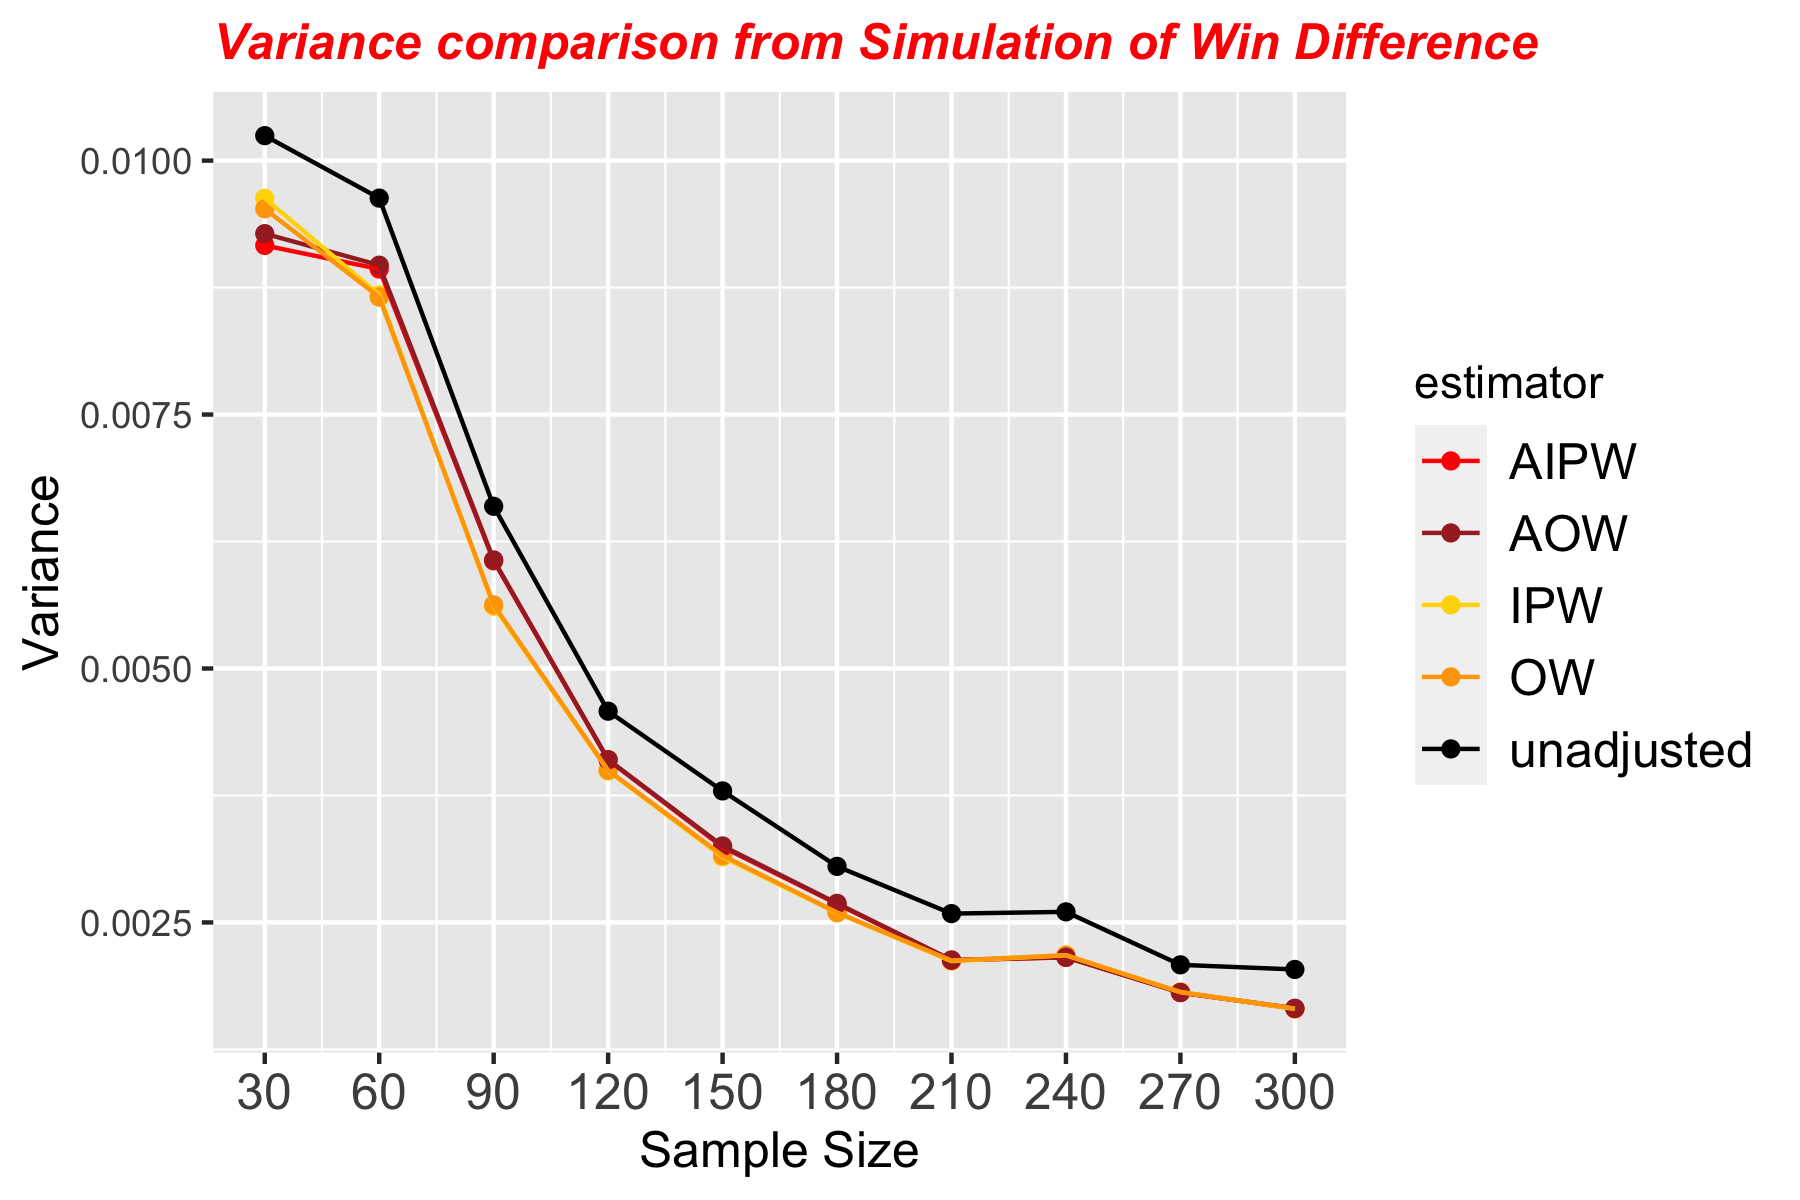 Variance comparison from Simulation of Win Difference
0.0100
0.0075
0.0050
0.0025
Variance
30 60 90 120 150 180 210 240 270 300
Sample Size
estimator
AIPW
AOW
IPW
OW
unadjusted